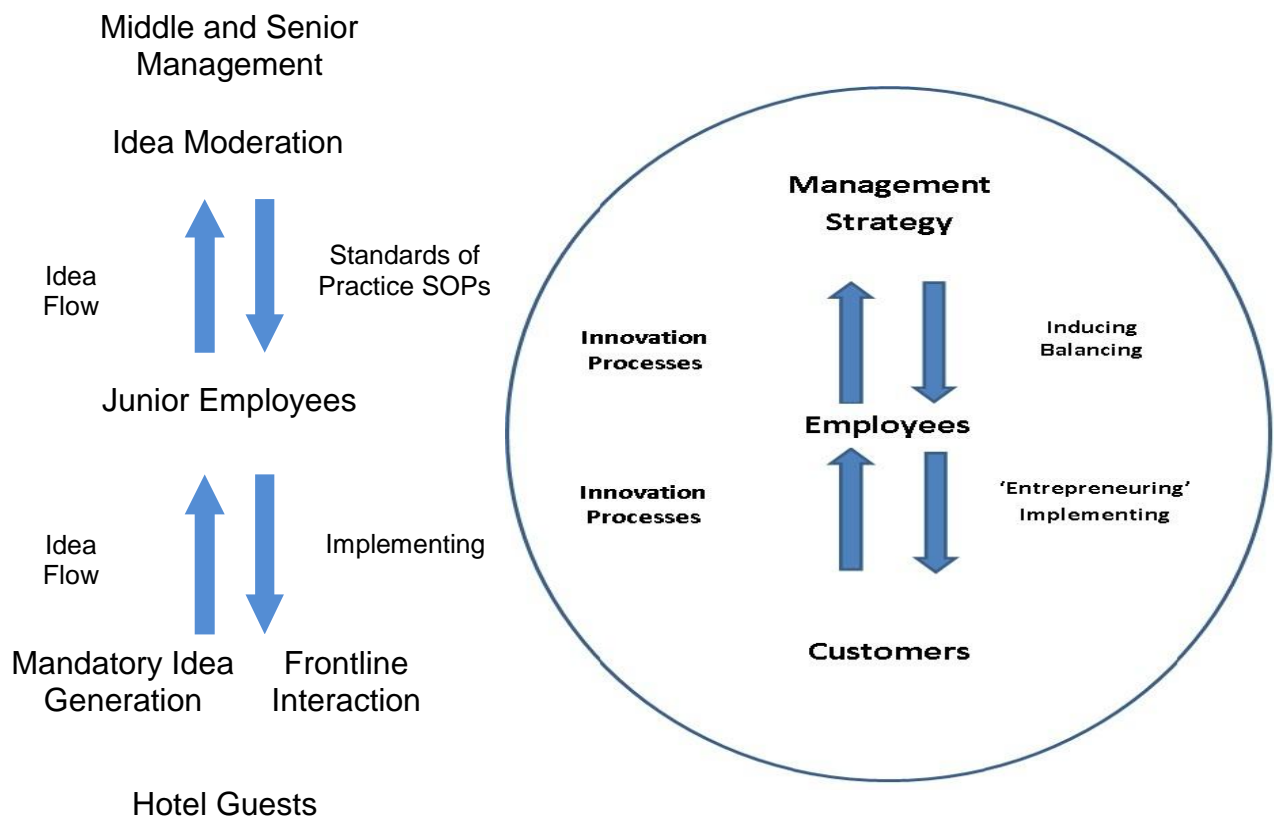 Middle and Senior
Management
Idea Moderation
Idea
Flow
Standards of
Practice SOPs
Junior Employees
Idea
Flow
Implementing
Mandatory Idea
Generation
Frontline
Interaction
Hotel Guests
Management
Strategy
Innovation
Processes
Inducing
Balancing
Employees
Innovation
Processes
‘Entrepreneuring’
Implementing
Customers